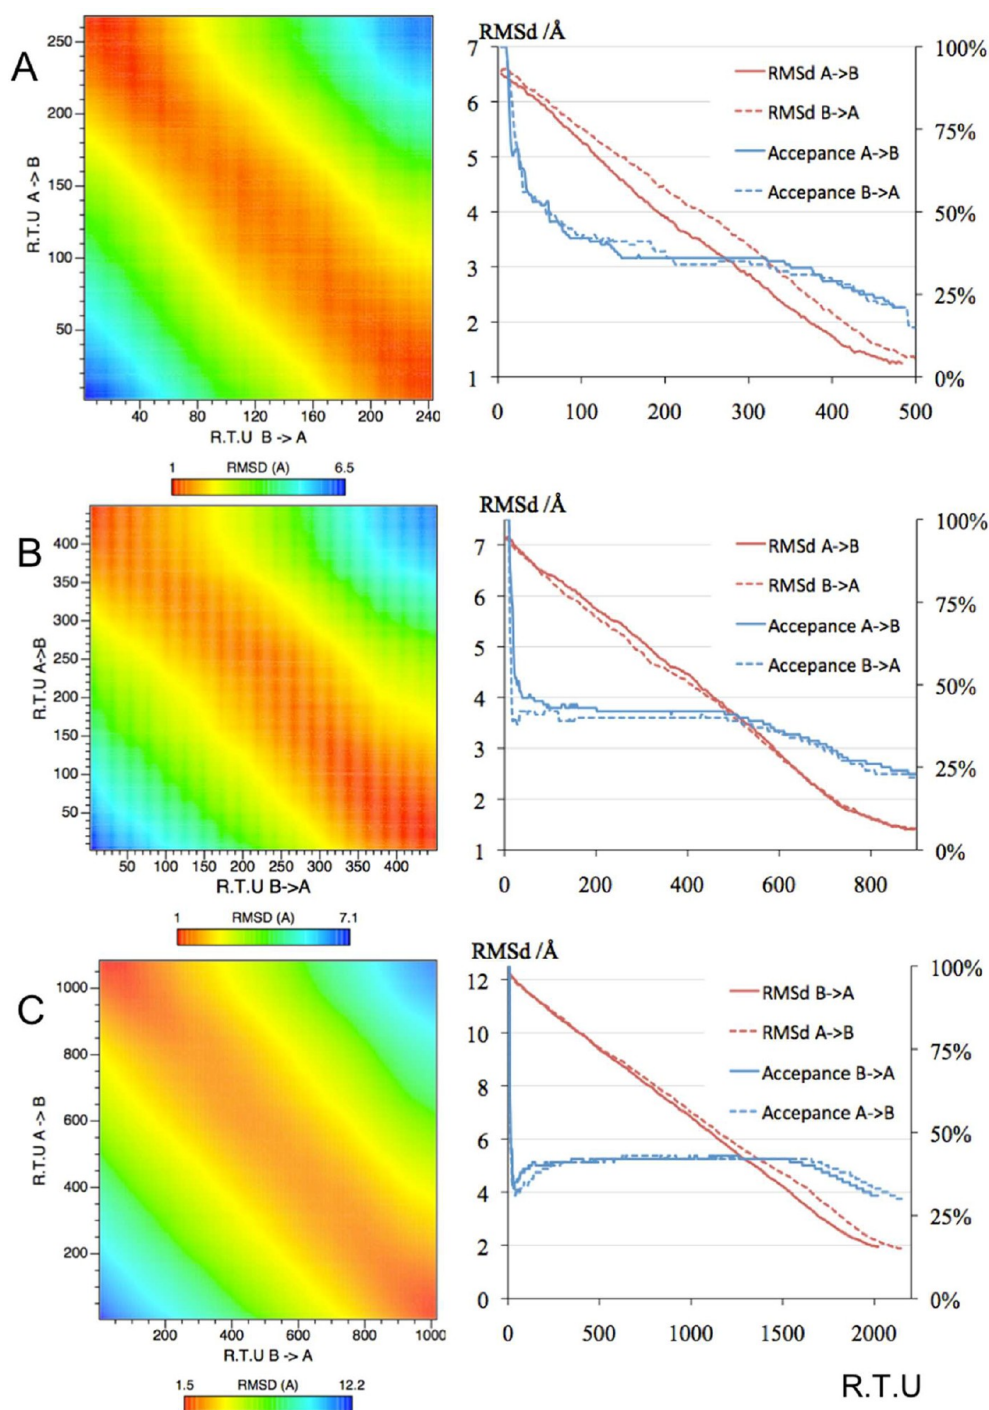 A
R.T.U A -> B
250
200
150
100
50
40 80 120 160 200 240
R.T.U B -> A
1 RMSD (A) 6.5
RMSd /Å
7
6
5
4
3
2
1
100%
75%
50%
25%
0%
RMSd A->B
RMSd B->A
Accepance A->B
Accepance B->A
0 100 200 300 400 500
B
R.T.U A->B
400
350
300
250
200
150
100
50
50 100 150 200 250 300 350 400
R.T.U B->A
1 RMSD (A) 7.1
RMSd /Å
7
6
5
4
3
2
1
100%
75%
50%
25%
0%
RMSd A->B
RMSd B->A
Accepance A->B
Accepance B->A
0 200 400 600 800
C
R.T.U A -> B
1000
800
600
400
200
200 400 600 800 1000
R.T.U B -> A
1.5 RMSD (A) 12.2
RMSd /Å
12
10
8
6
4
2
0
100%
75%
50%
25%
0%
RMSd B->A
RMSd A->B
Accepance B->A
Accepance A->B
0 500 1000 1500 2000
R.T.U